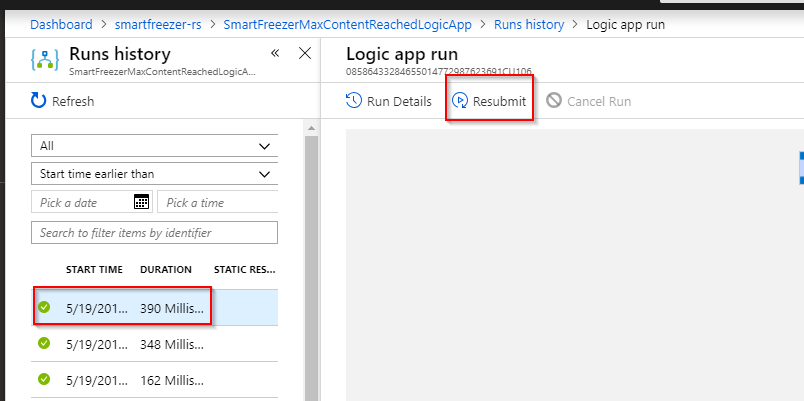 Dashboard > smartfreezer-rs > SmartFreezerMaxContentReachedLogicApp > Runs history > Logic app run
Runs history
SmartFreezerMaxContentReachedLogicA...
Refresh
All
Start time earlier than
Pick a date
Pick a time
Search to filter items by identifier
START TIME DURATION STATIC RES...
5/19/201... 390 Millis...
5/19/201... 348 Millis...
5/19/201... 162 Millis...
Logic app run
08586433284655014772987623691CU106
Run Details
Resubmit
Cancel Run